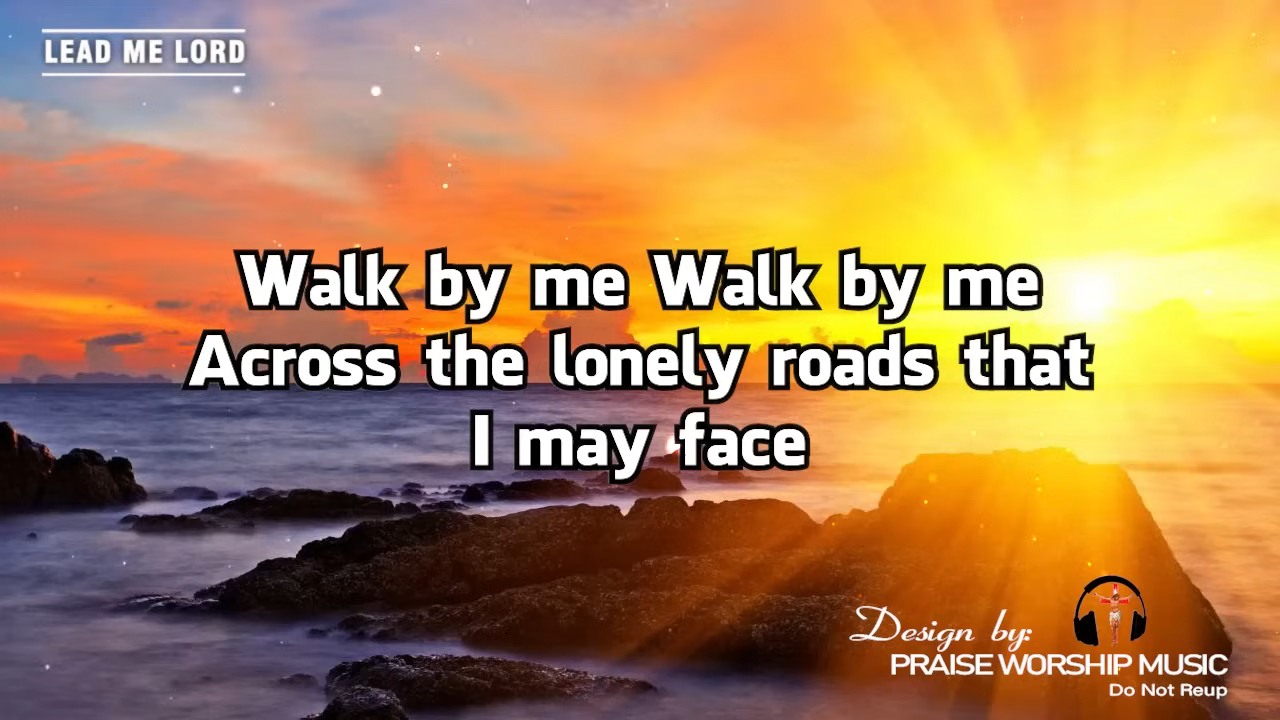 LEAD ME LORD
Walk by me Walk by me
Across the lonely roads that
I may face
Design by:
PRAISE WORSHIP MUSIC
Do Not Reup